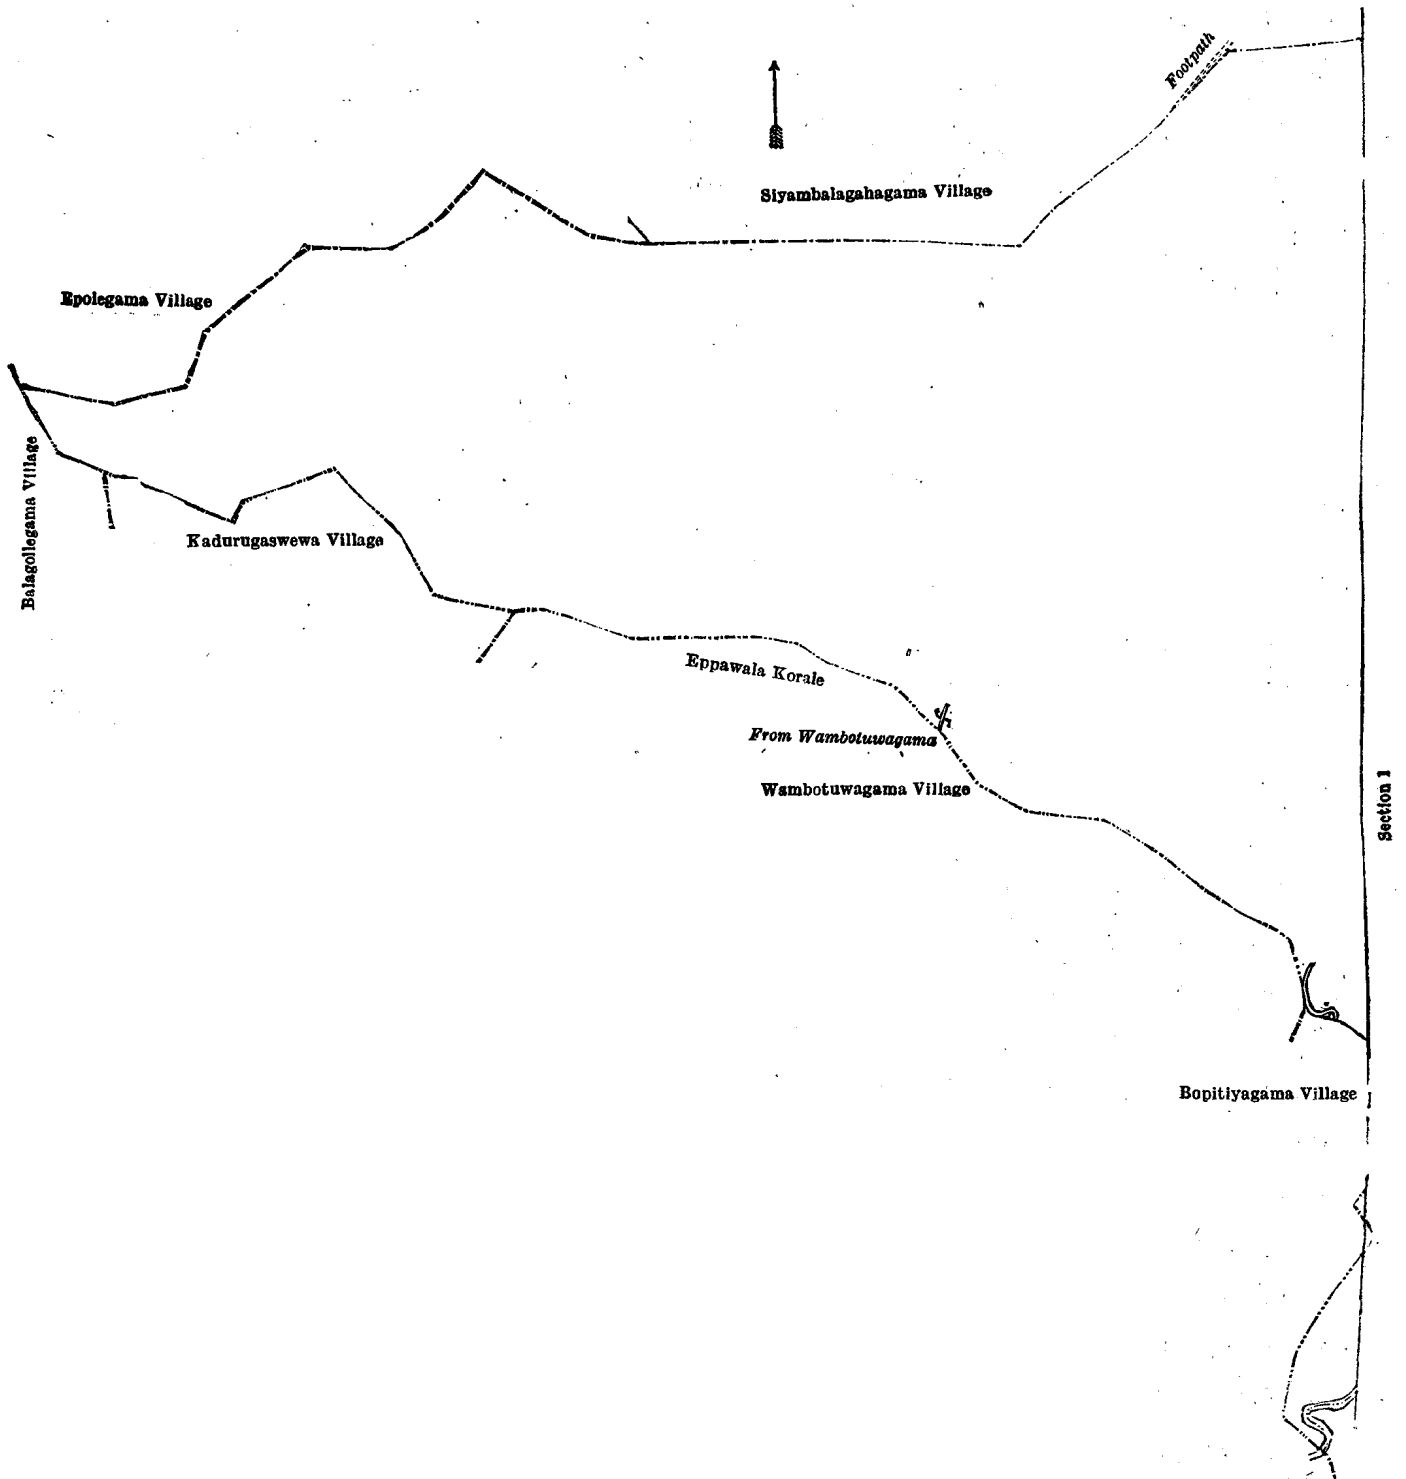 Footpath
Siyambalagahagama Village
Epolegama Village
Balagollegama Village
Kadurugaswewa Village
Eppawala Korale
From Wambotuwagama
Wambotuwagama Village
Section 1
Bopitiyagama Village